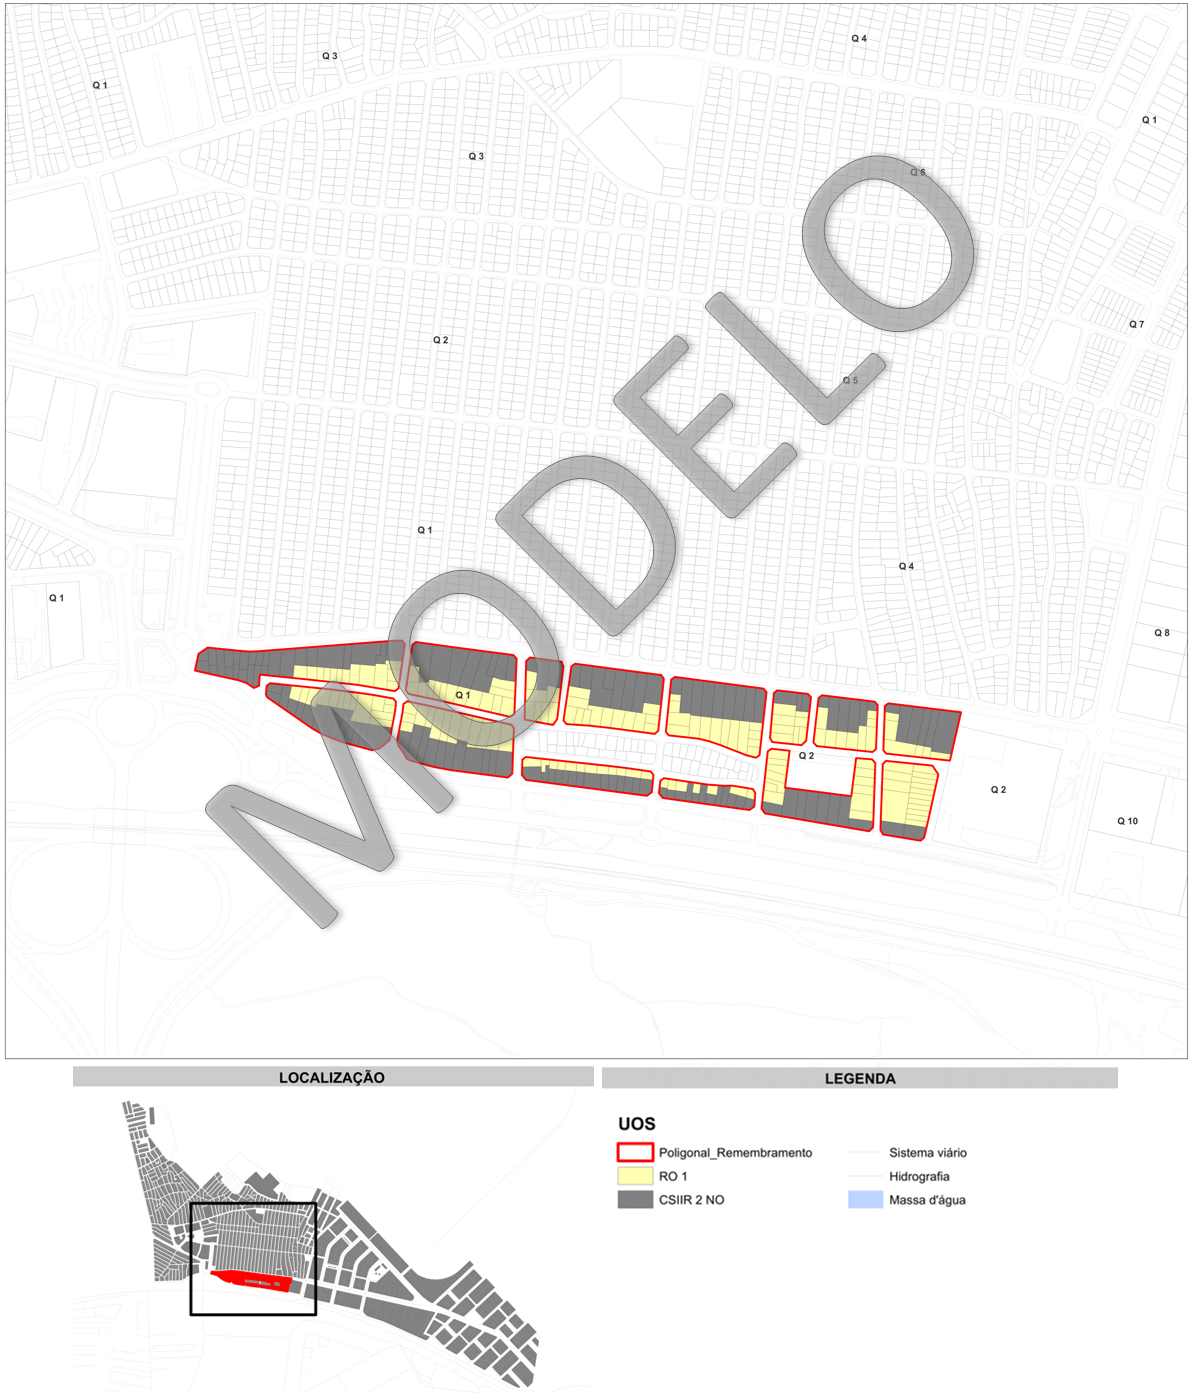 Q 4
Q 3
Q 1
Q 1
Q 3
Q 6
Q 7
Q 2
Q 5
Q 1
Q 4
Q 1
Q 8
Q 1
Q 2
Q 2
Q 10
MODELO
LOCALIZAÇÃO
LEGENDA
UOS
Poligonal_Remembramento
Sistema viário
RO 1
Hidrografia
CSIIR 2 NO
Massa d'água